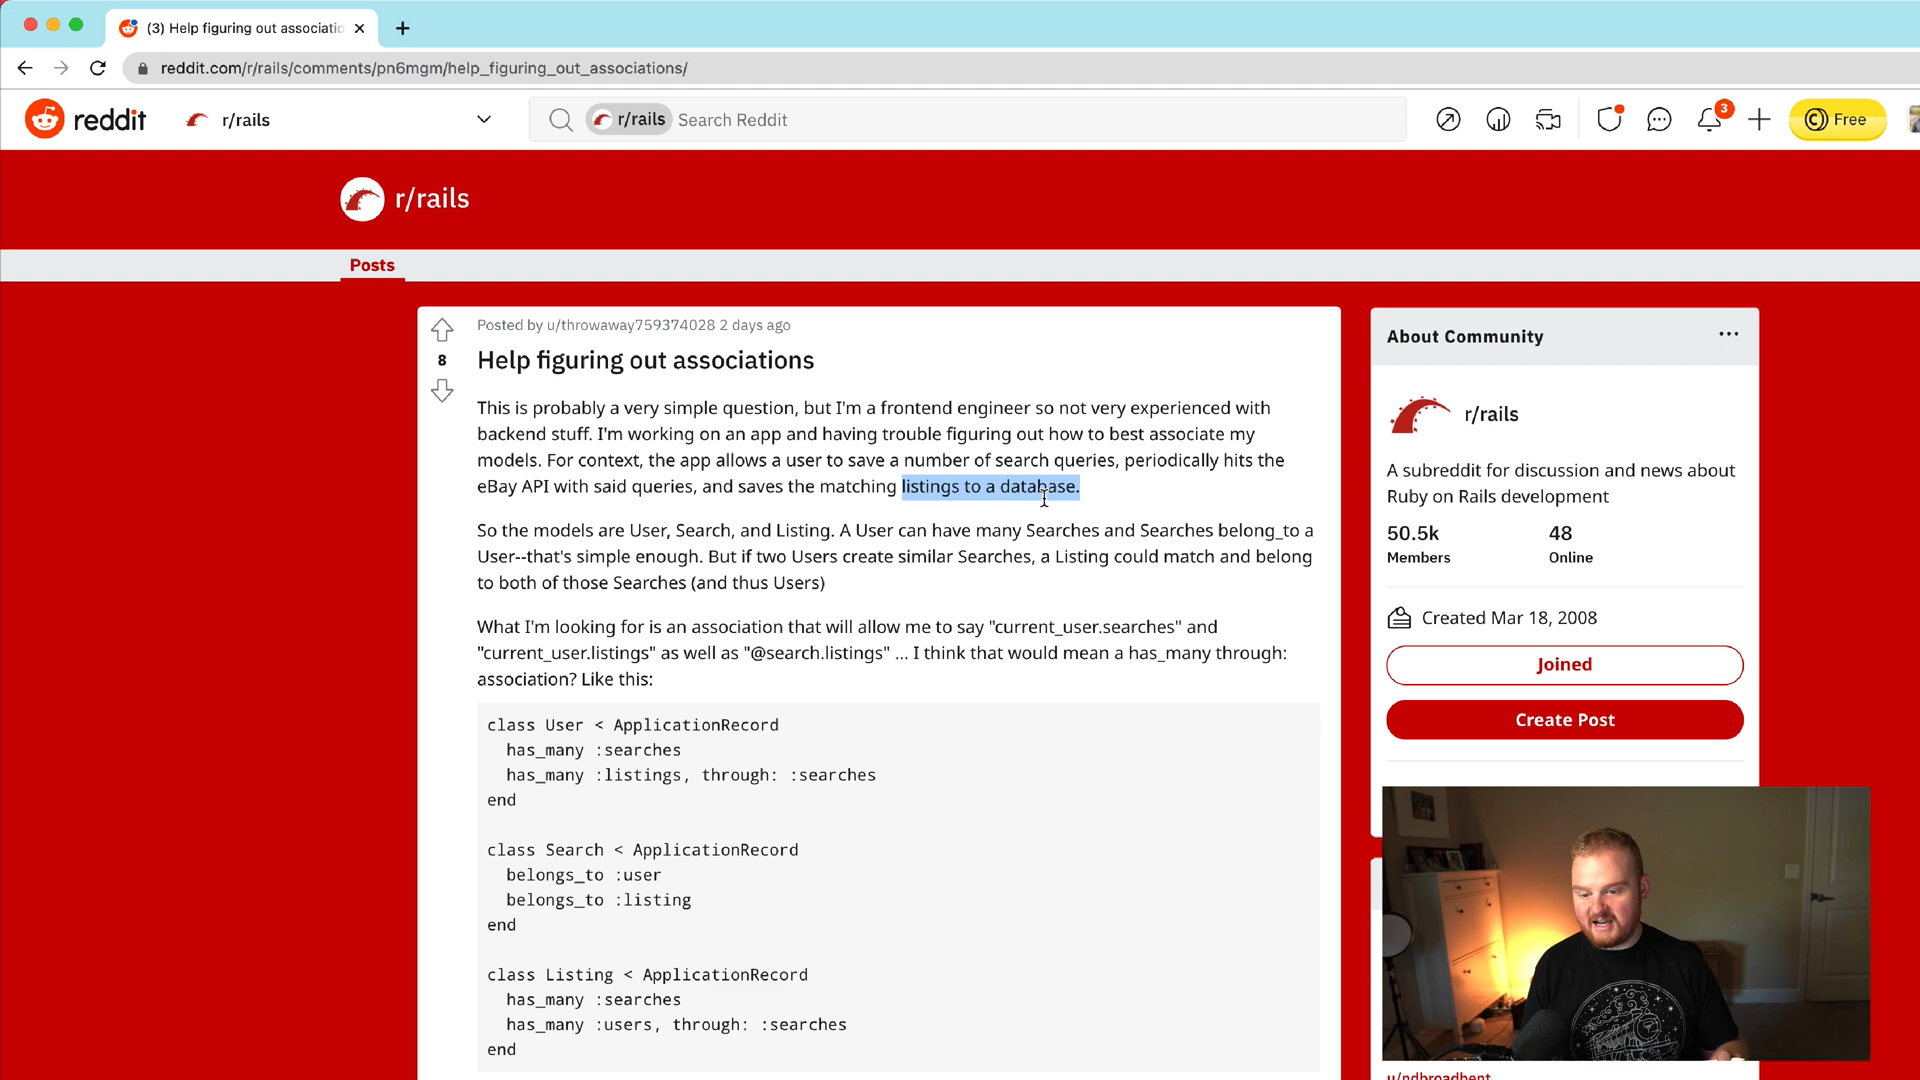 (3) Help figuring out associatio
reddit.com/r/rails/comments/pn6mgm/help_figuring_out_associations/
reddit
r/rails
r/rails
Search Reddit
3
Free
r/rails
Posts
Posted by u/throwaway759374028 2 days ago
8
Help figuring out associations
This is probably a very simple question, but I'm a frontend engineer so not very experienced with
backend stuff. I'm working on an app and having trouble figuring out how to best associate my
models. For context, the app allows a user to save a number of search queries, periodically hits the
eBay API with said queries, and saves the matching listings to a database.
So the models are User, Search, and Listing. A User can have many Searches and Searches belong_to a
User--that's simple enough. But if two Users create similar Searches, a Listing could match and belong
to both of those Searches (and thus Users)
What I'm looking for is an association that will allow me to say "current_user.searches" and
"current_user.listings" as well as "@search.listings" ... I think that would mean a has_many through:
association? Like this:
class User < ApplicationRecord
has_many :searches
has_many :listings, through: :searches
end
class Search < ApplicationRecord
belongs_to :user
belongs_to :listing
end
class Listing < ApplicationRecord
has_many :searches
has_many :users, through: :searches
end
About Community
r/rails
A subreddit for discussion and news about
Ruby on Rails development
50.5k
48
Members
Online
Created Mar 18, 2008
Joined
Create Post
u/ndbroadbent